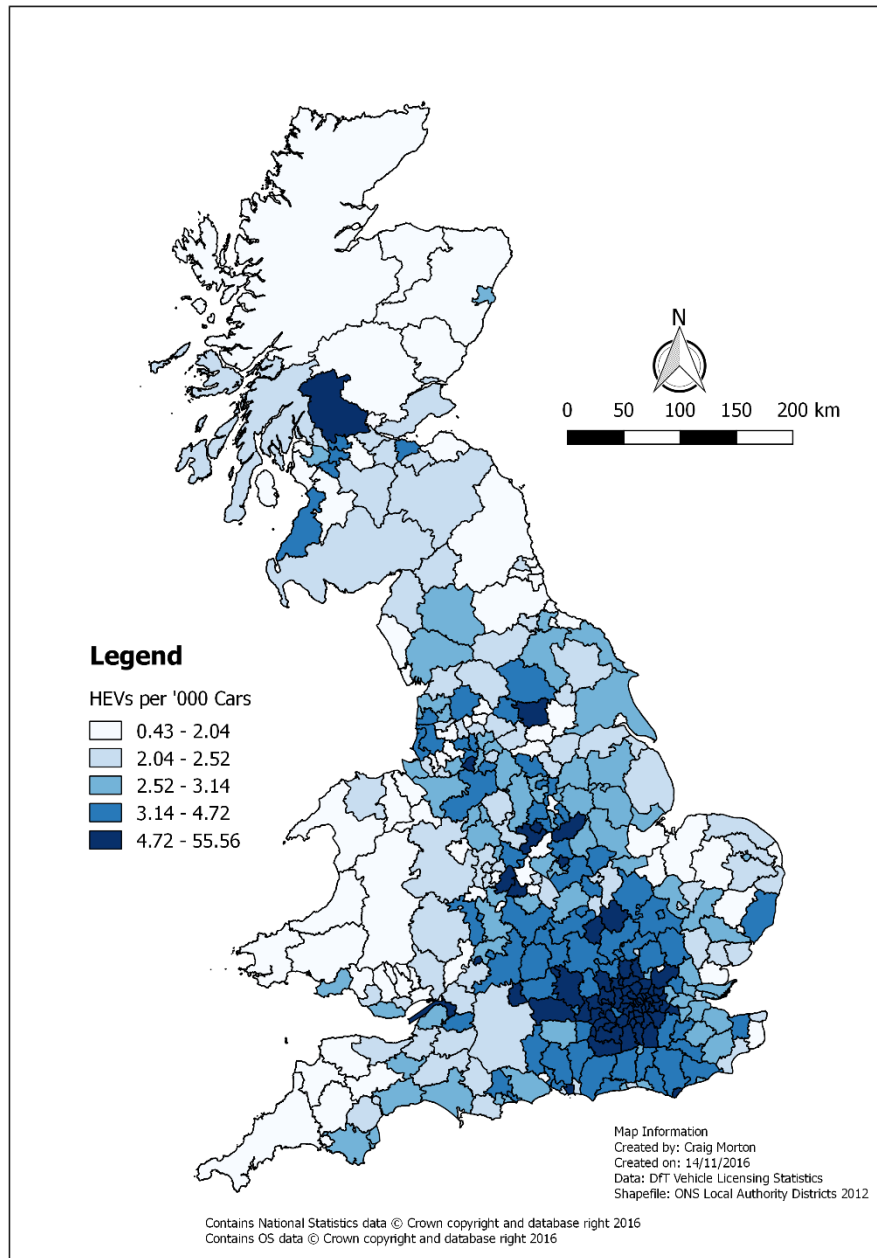 N
0 50 100 150 200 km
Legend
HEVs per '000 Cars
0.43 - 2.04
2.04 - 2.52
2.52 - 3.14
3.14 - 4.72
4.72 - 55.56
Map Information
Created by: Craig Morton
Created on: 14/11/2016
Data: DfT Vehicle Licensing Statistics
Shapefile: ONS Local Authority Districts 2012
Contains National Statistics data © Crown copyright and database right 2016
Contains OS data © Crown copyright and database right 2016